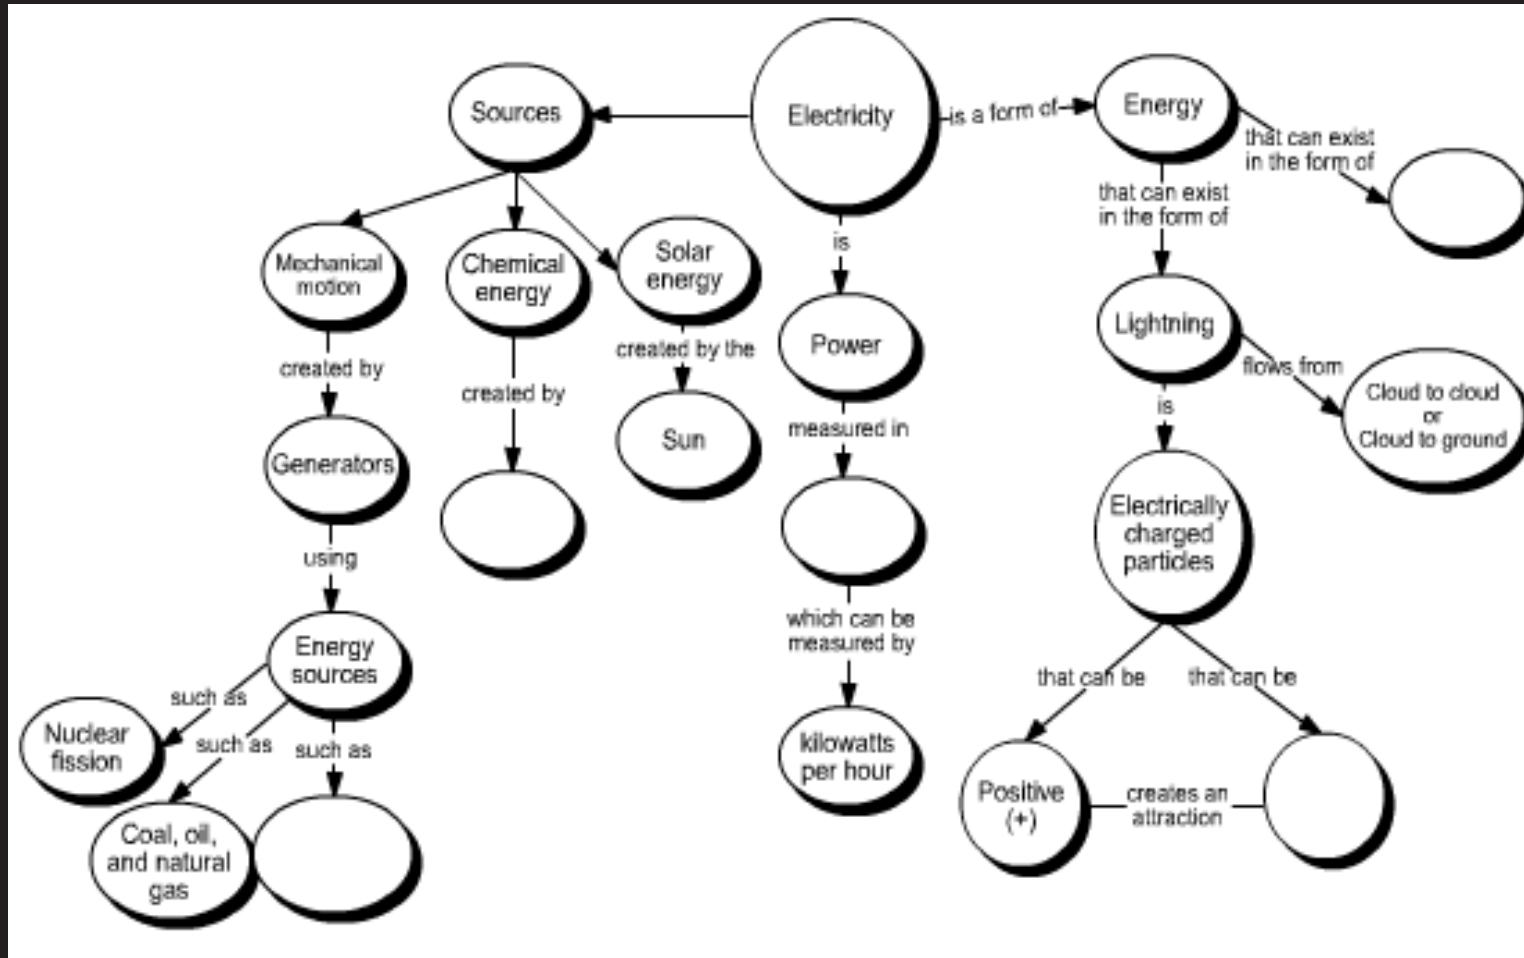 Electricity
Sources
is a form of
Energy
that can exist
in the form of
that can exist
in the form of
Mechanical
motion
Chemical
energy
Solar
energy
is
Power
Lightning
created by
created by
created by the
measured in
flows from
Cloud to cloud
or
Cloud to ground
is
Generators
Sun
Electrically
charged
particles
using
which can be
measured by
Energy
sources
that can be
that can be
such as
such as
such as
Nuclear
fission
kilowatts
per hour
Positive
(+)
creates an
attraction
Coal, oil,
and natural
gas